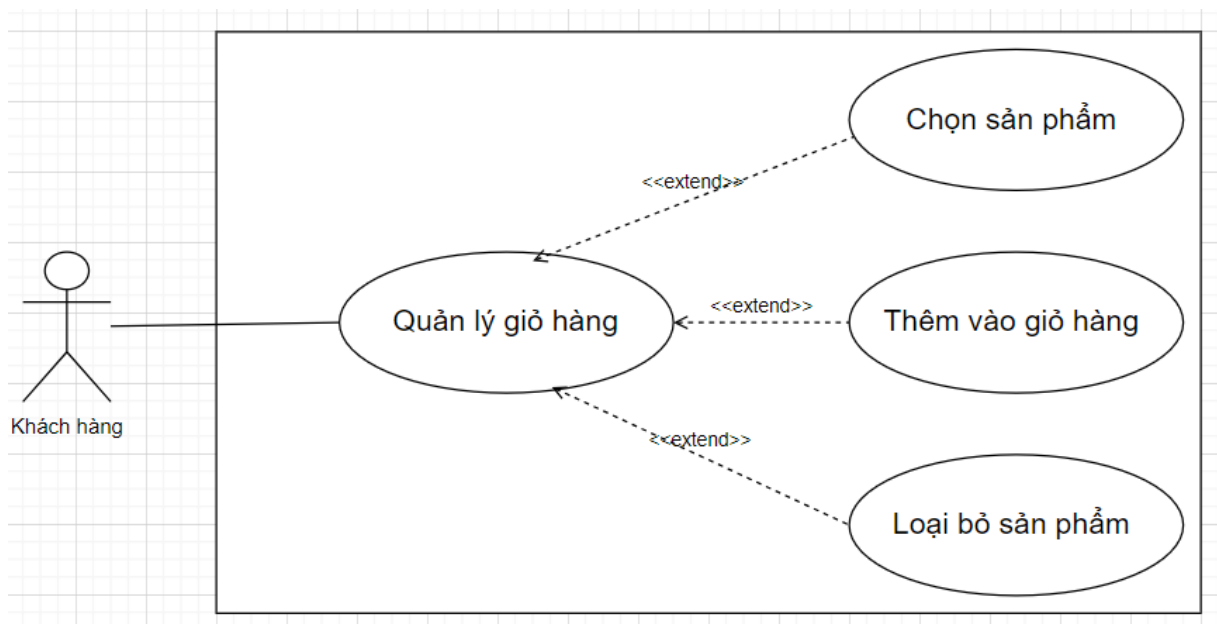 Chọn sản phẩm
<<extend>>
Quản lý giỏ hàng
<<extend>>
Thêm vào giỏ hàng
Khách hàng
<<extend>>
Loại bỏ sản phẩm